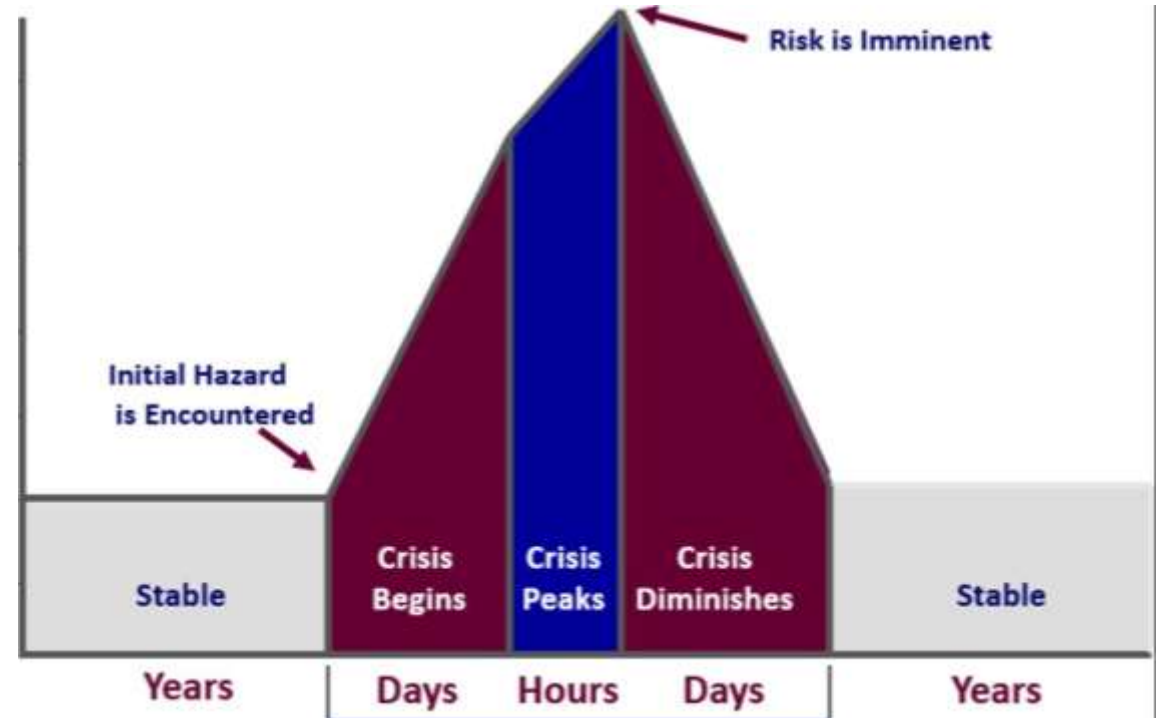 Risk is Imminent
Initial Hazard
is Encountered
Stable
Crisis
Begins
Crisis
Peaks
Crisis
Diminishes
Stable
Years
Days
Hours
Days
Years